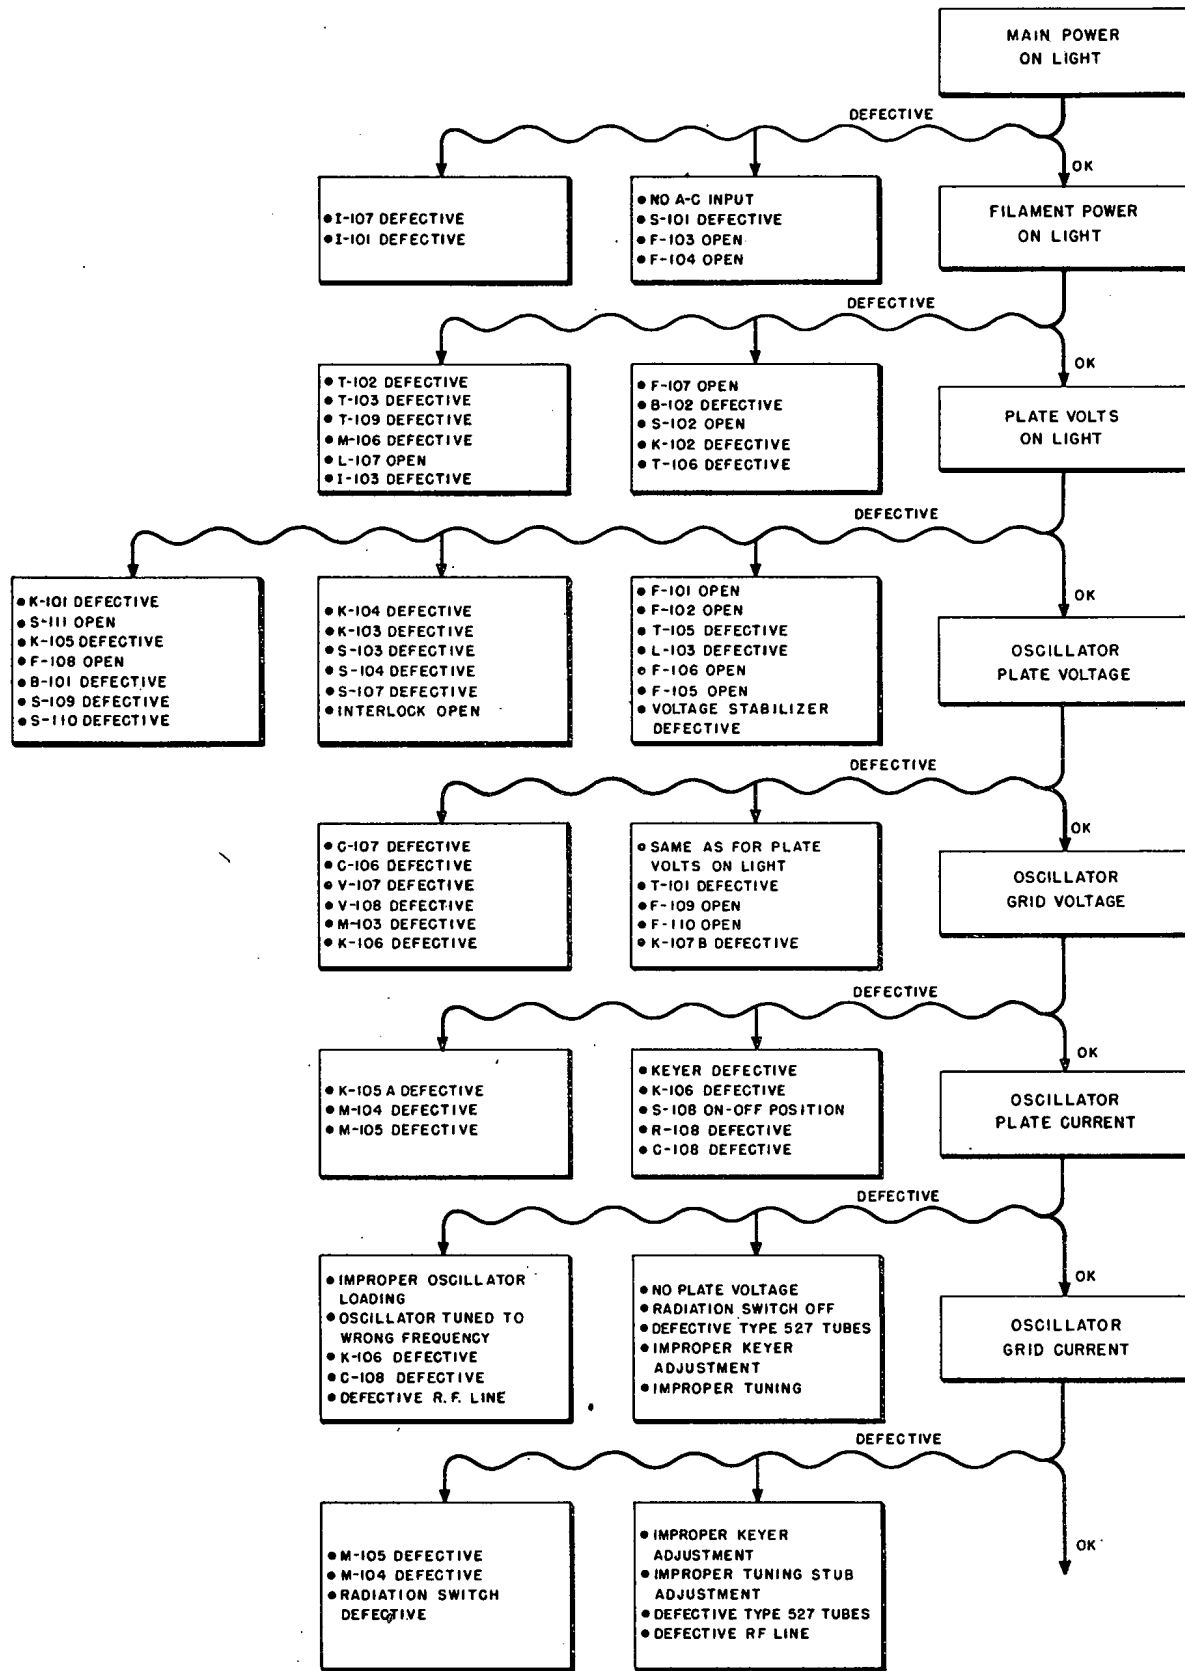 MAIN POWER
ON LIGHT
DEFECTIVE
OK
● I-107 DEFECTIVE
● I-101 DEFECTIVE
● NO A-C INPUT
● S-101 DEFECTIVE
● F-103 OPEN
● F-104 OPEN
FILAMENT POWER
ON LIGHT
DEFECTIVE
OK
● T-102 DEFECTIVE
● T-103 DEFECTIVE
● T-109 DEFECTIVE
● M-106 DEFECTIVE
● L-107 OPEN
● I-103 DEFECTIVE
● F-107 OPEN
● B-102 DEFECTIVE
● S-102 OPEN
● K-102 DEFECTIVE
● T-106 DEFECTIVE
PLATE VOLTS
ON LIGHT
DEFECTIVE
OK
● K-101 DEFECTIVE
● S-111 OPEN
● K-105 DEFECTIVE
● F-108 OPEN
● B-101 DEFECTIVE
● S-109 DEFECTIVE
● S-110 DEFECTIVE
● K-104 DEFECTIVE
● K-103 DEFECTIVE
● S-103 DEFECTIVE
● S-104 DEFECTIVE
● S-107 DEFECTIVE
● INTERLOCK OPEN
● F-101 OPEN
● F-102 OPEN
● T-105 DEFECTIVE
● L-103 DEFECTIVE
● F-106 OPEN
● F-105 OPEN
● VOLTAGE STABILIZER
DEFECTIVE
OSCILLATOR
PLATE VOLTAGE
DEFECTIVE
OK
● C-107 DEFECTIVE
● C-106 DEFECTIVE
● V-107 DEFECTIVE
● V-108 DEFECTIVE
● M-103 DEFECTIVE
● K-106 DEFECTIVE
● SAME AS FOR PLATE
VOLTS ON LIGHT
● T-101 DEFECTIVE
● F-109 OPEN
● F-110 OPEN
● K-107 B DEFECTIVE
OSCILLATOR
GRID VOLTAGE
DEFECTIVE
OK
● K-105 A DEFECTIVE
● M-104 DEFECTIVE
● M-105 DEFECTIVE
● KEYER DEFECTIVE
● K-106 DEFECTIVE
● S-108 ON-OFF POSITION
● R-108 DEFECTIVE
● C-108 DEFECTIVE
OSCILLATOR
PLATE CURRENT
DEFECTIVE
OK
● IMPROPER OSCILLATOR
LOADING
● OSCILLATOR TUNED TO
WRONG FREQUENCY
● K-106 DEFECTIVE
● C-108 DEFECTIVE
● DEFECTIVE R.F. LINE
● NO PLATE VOLTAGE
● RADIATION SWITCH OFF
● DEFECTIVE TYPE 527 TUBES
● IMPROPER KEYER
ADJUSTMENT
● IMPROPER TUNING
OSCILLATOR
GRID CURRENT
DEFECTIVE
OK
● M-105 DEFECTIVE
● M-104 DEFECTIVE
● RADIATION SWITCH
DEFECTIVE
● IMPROPER KEYER
ADJUSTMENT
● IMPROPER TUNING STUB
ADJUSTMENT
● DEFECTIVE TYPE 527 TUBES
● DEFECTIVE RF LINE